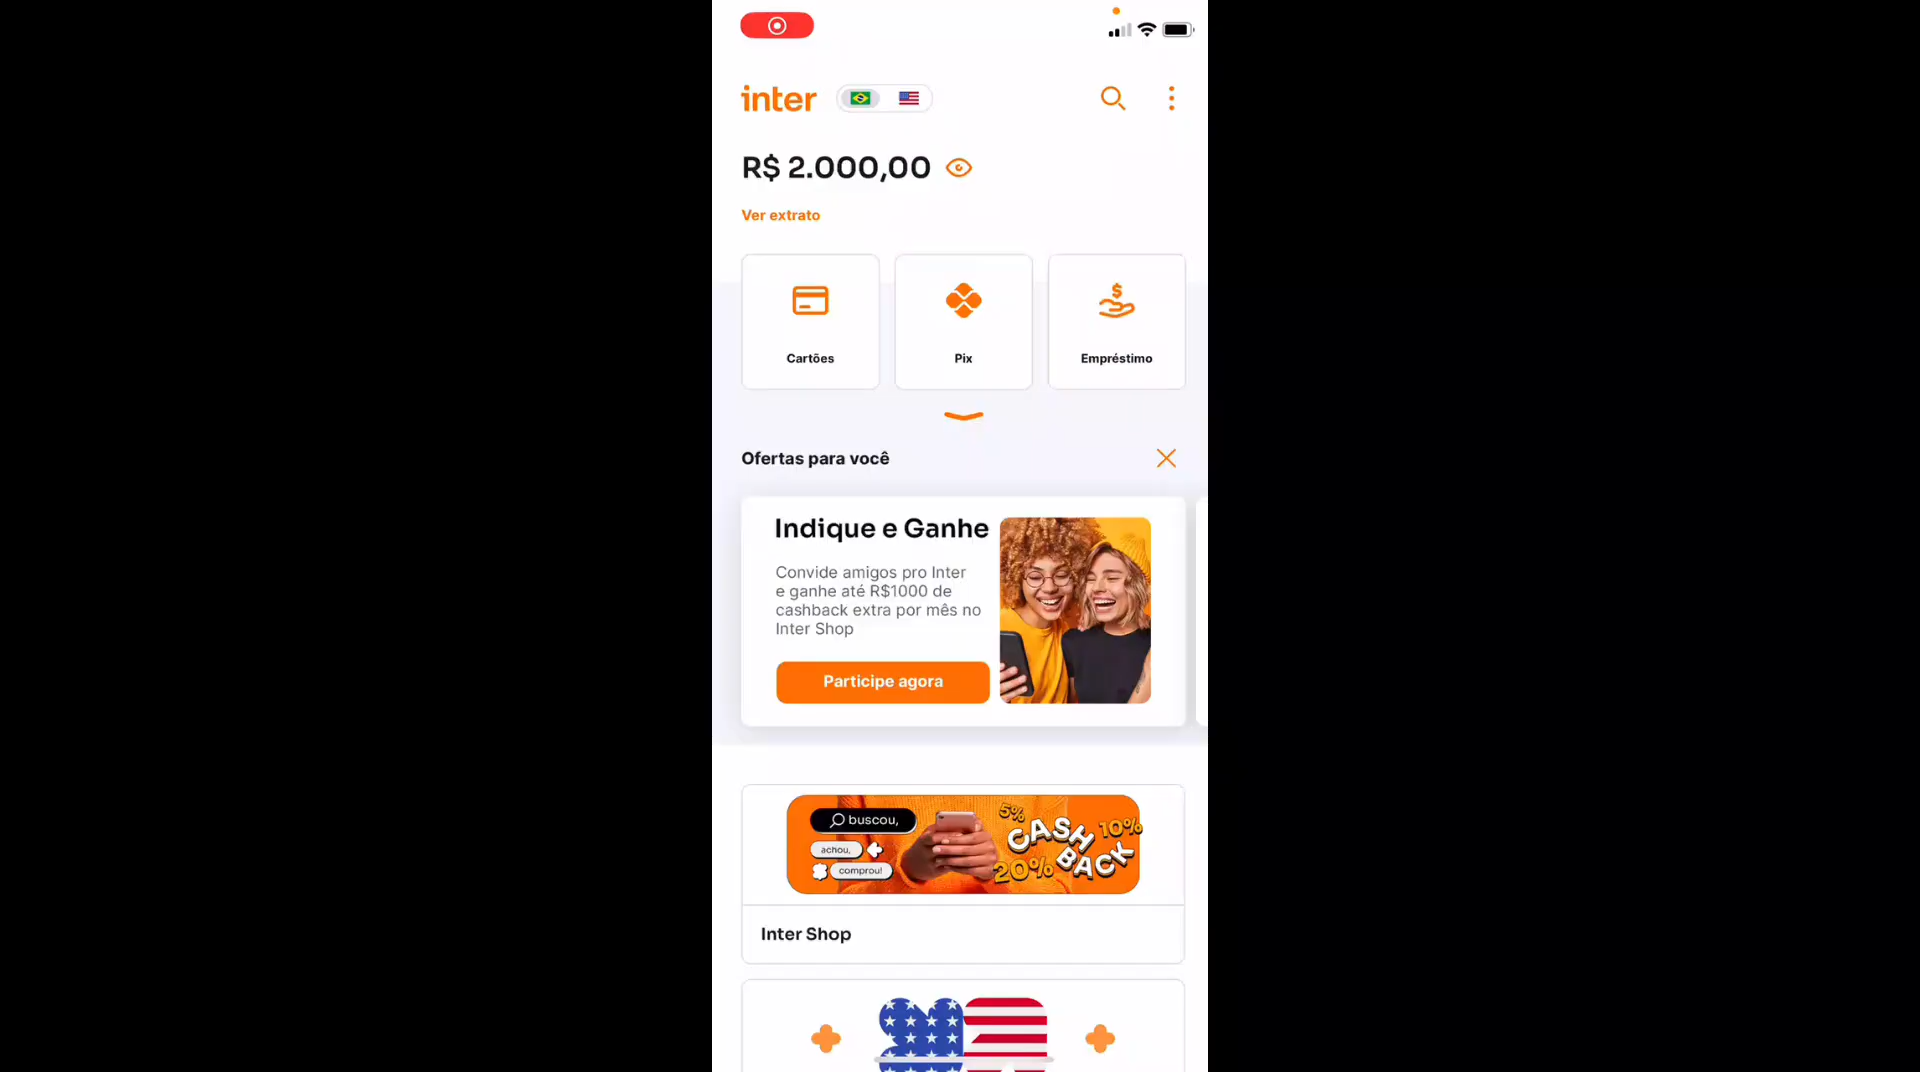 inter
R$ 2.000,00
Ver extrato
Cartões
Pix
Empréstimo
Ofertas para você
Indique e Ganhe
Convide amigos pro Inter
e ganhe até R$1000 de
cashback extra por mês no
Inter Shop
Participe agora
buscou,
achou,
comprou!
5%
CASH
BACK
10%
20%
Inter Shop